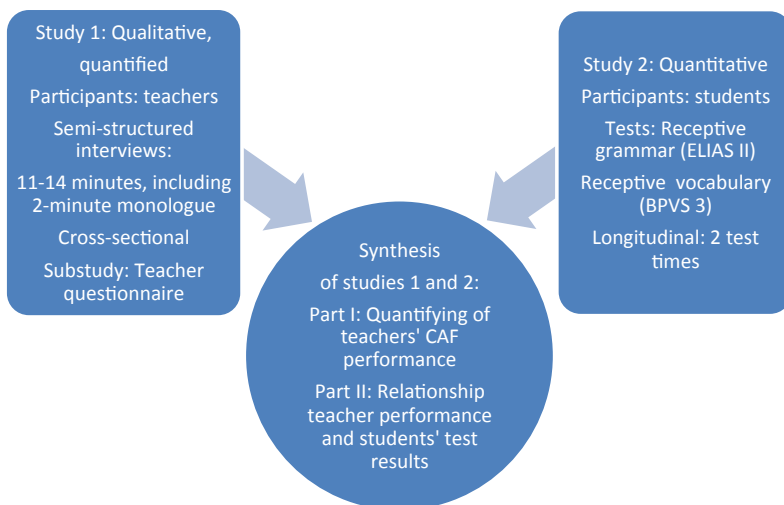 Study 1: Qualitative,
quantified
Participants: teachers
Semi-structured
interviews:
11-14 minutes, including
2-minute monologue
Cross-sectional
Substudy: Teacher
questionnaire
Study 2: Quantitative
Participants: students
Tests: Receptive
grammar (ELIAS II)
Receptive vocabulary
(BPVS 3)
Longitudinal: 2 test
times
Synthesis
of studies 1 and 2:
Part I: Quantifying of
teachers' CAF
performance
Part II: Relationship
teacher performance
and students' test
results